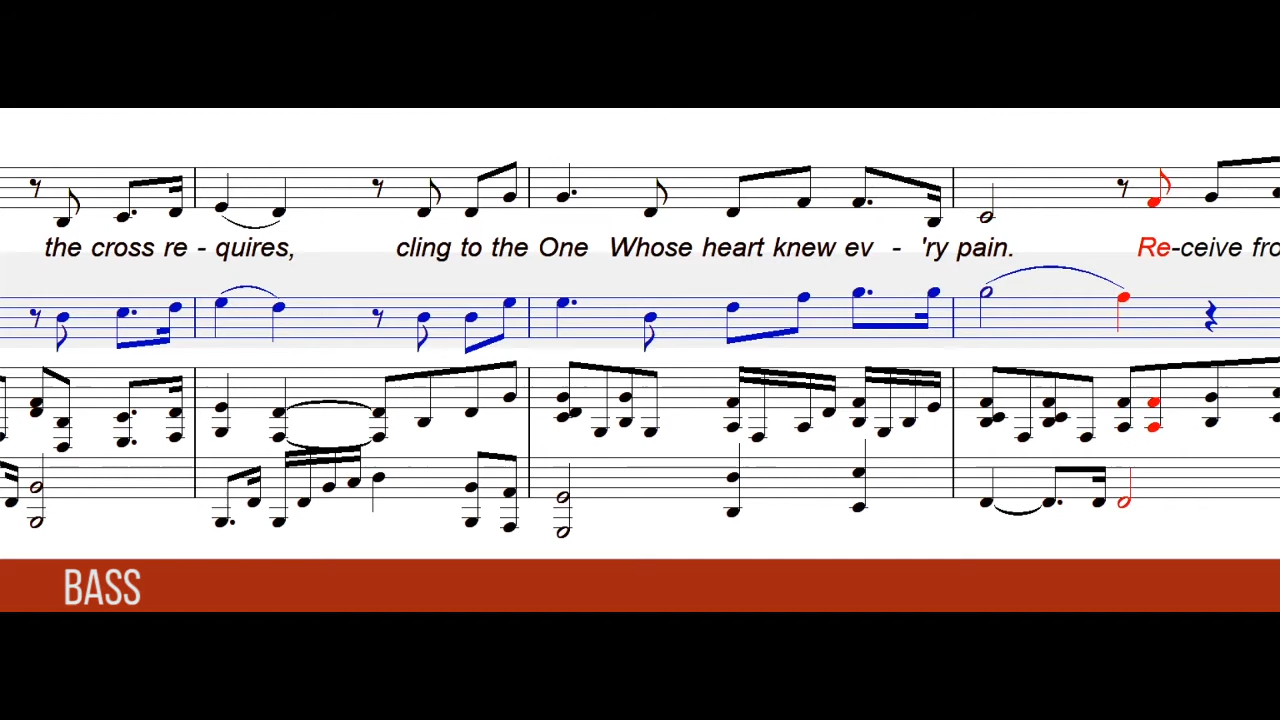 the cross re - quires, cling to the One Whose heart knew ev - 'ry pain. Re-ceive fro
BASS